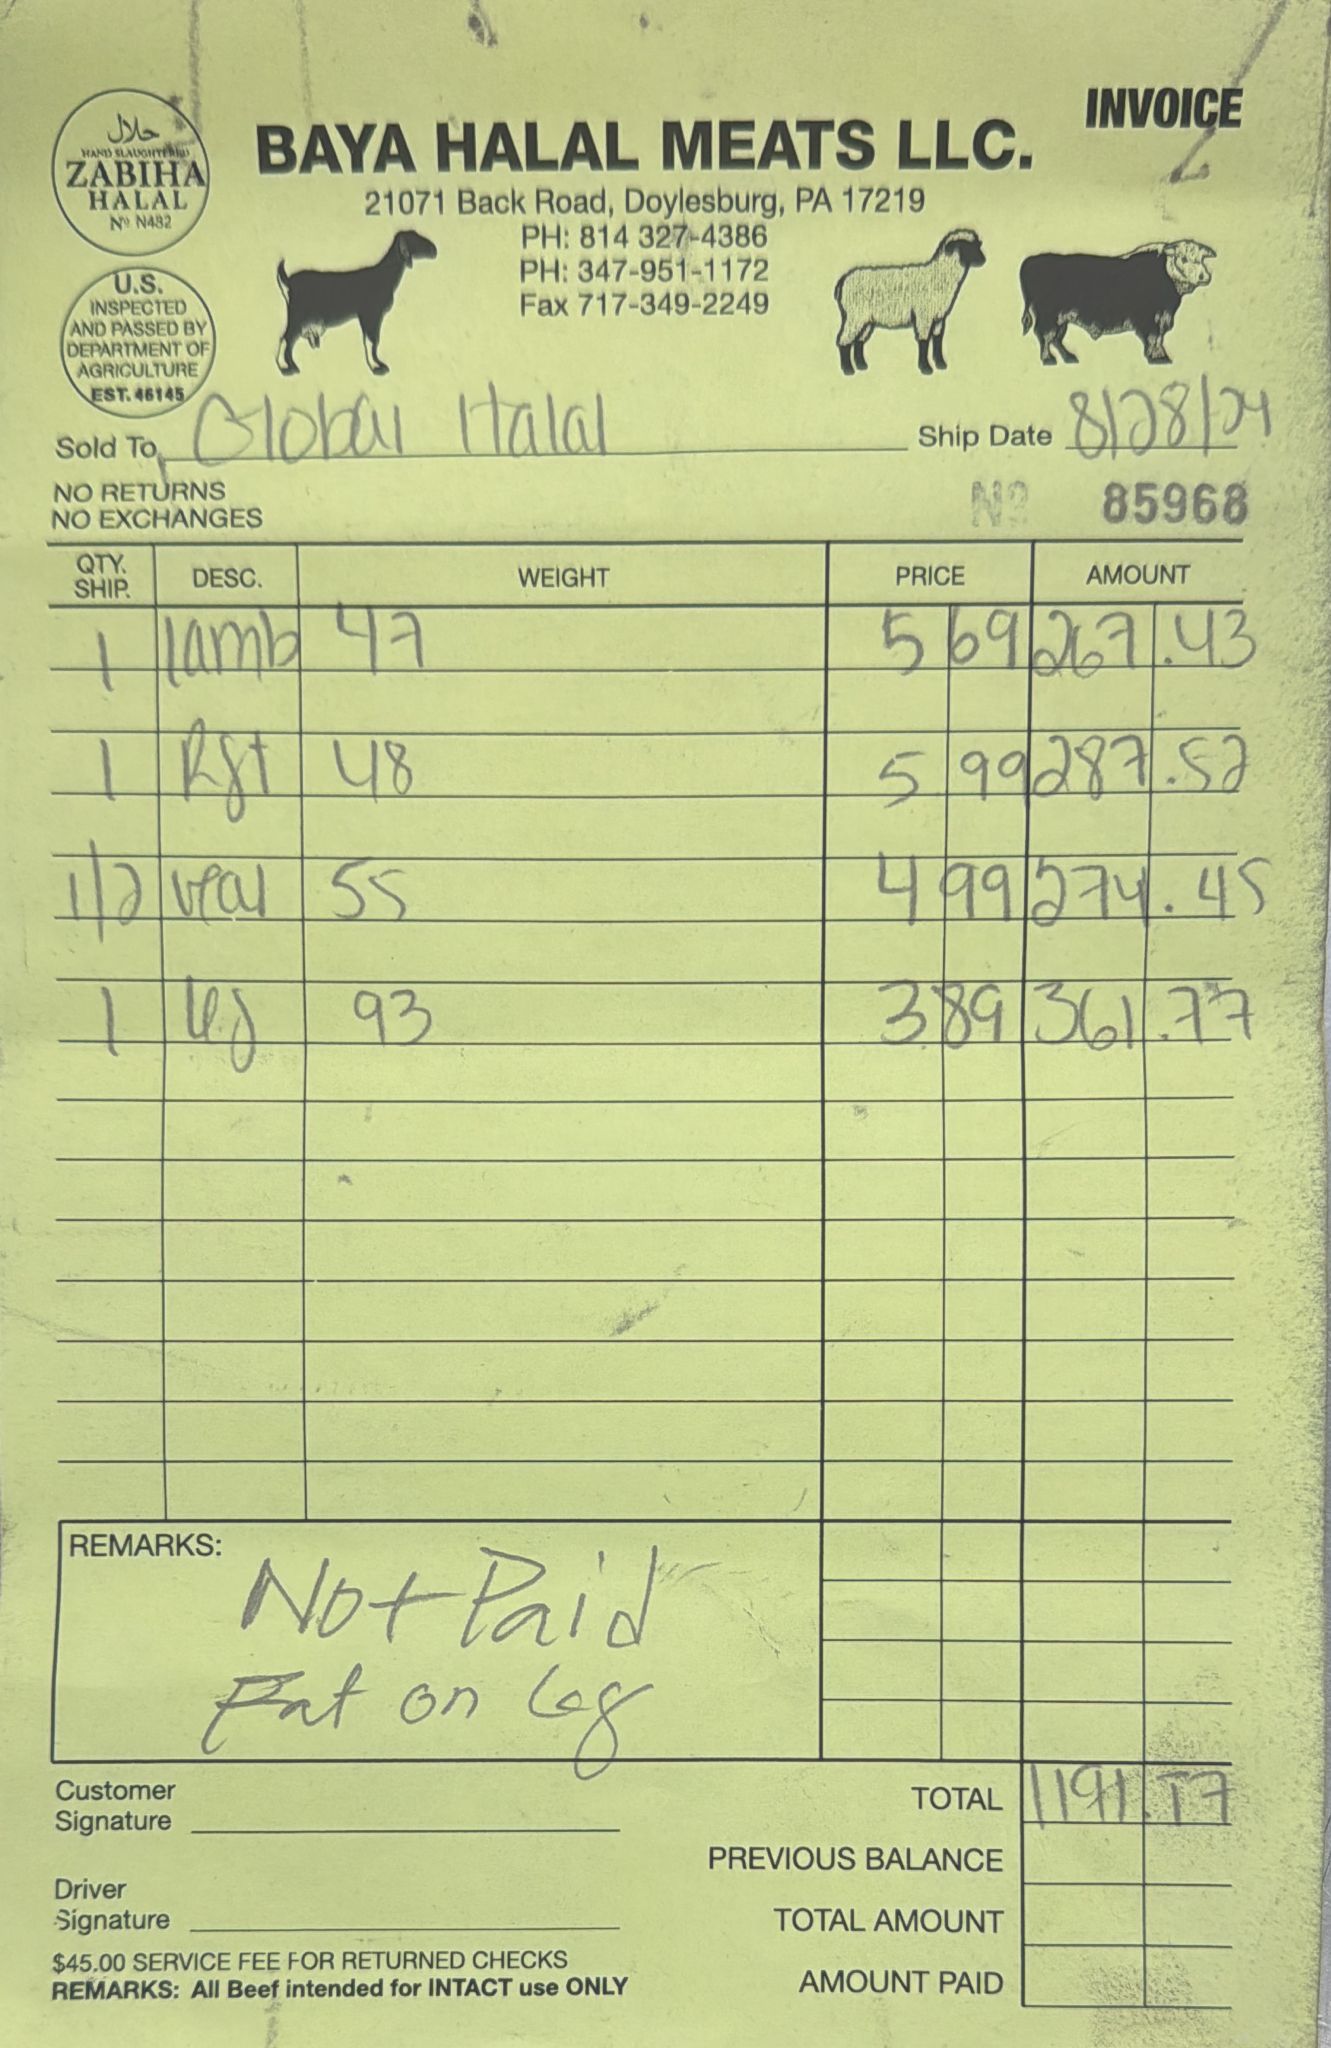 INVOICE
حلال
HAND SLAUGHTERED
ZABIHA
HALAL
No N482
BAYA HALAL MEATS LLC.
21071 Back Road, Doylesburg, PA 17219
PH: 814 327-4386
PH: 347-951-1172
Fax 717-349-2249
U.S.
INSPECTED
AND PASSED BY
DEPARTMENT OF
AGRICULTURE
EST. 46145
Sold To Global Halal Ship Date 8/28/24
NO RETURNS
NO EXCHANGES
No 85968
QTY. SHIP. DESC. WEIGHT PRICE AMOUNT
1 lamb 47 5 69 267.43
1 48 5 99 287.52
1/2 veal 55 4 99 274.45
1 leg 93 3 89 361.77
REMARKS:
Not Paid
Fat on Leg
Customer
Signature
TOTAL 1191.17
PREVIOUS BALANCE
Driver
Signature
TOTAL AMOUNT
AMOUNT PAID
$45.00 SERVICE FEE FOR RETURNED CHECKS
REMARKS: All Beef intended for INTACT use ONLY